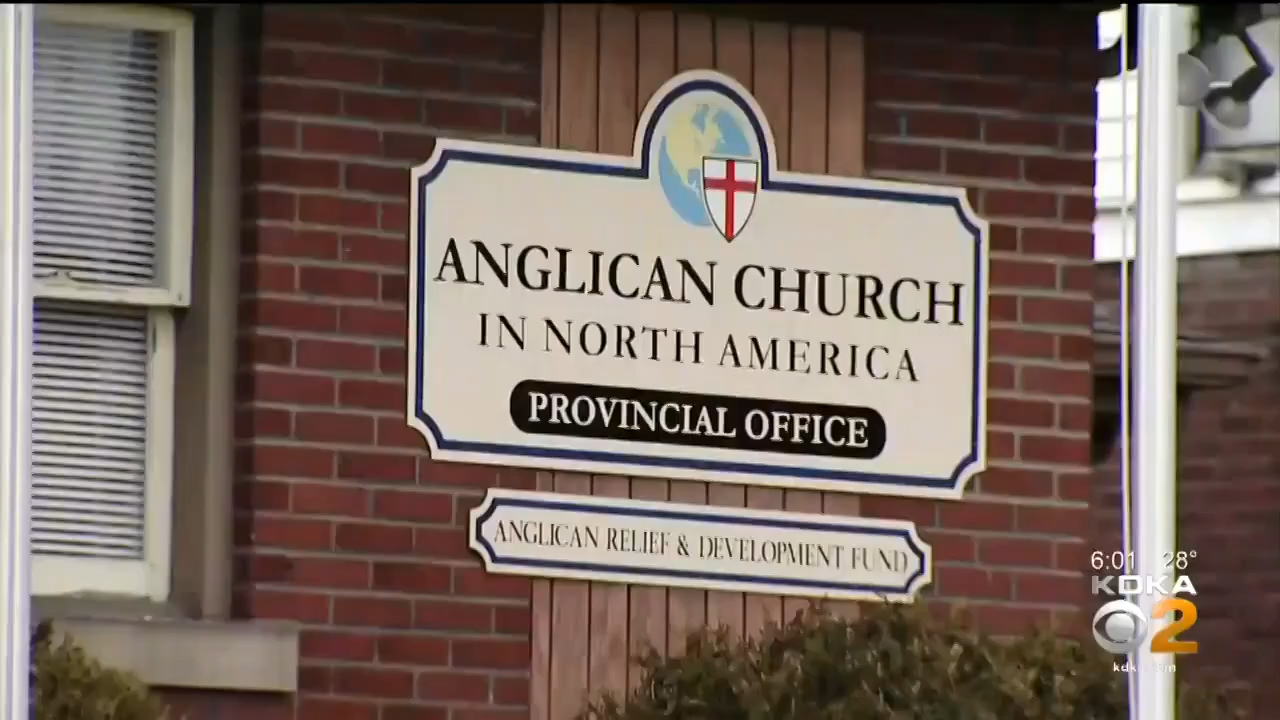 ANGLICAN CHURCH
IN NORTH AMERICA
PROVINCIAL OFFICE
ANGLICAN RELIEF & DEVELOPMENT FUND
6:01 28°
KDKA
2